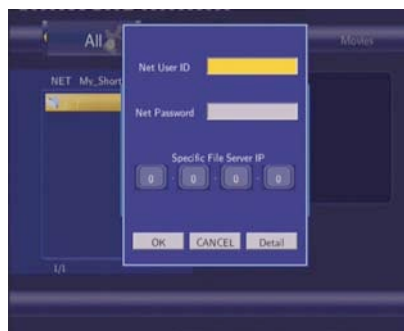 All
Movies
Net User ID
NET My_Short
Net Password
Specific File Server IP
0 . 0 . 0 . 0
OK CANCEL Detail
1/1